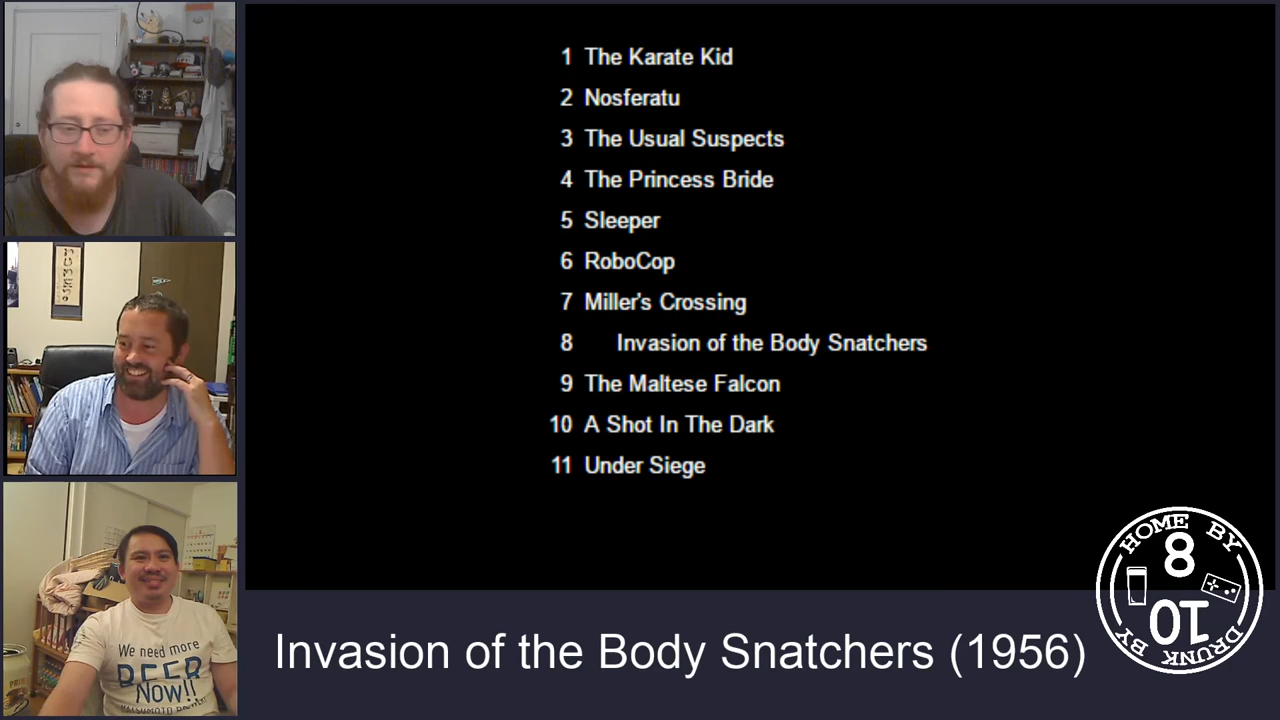 1 The Karate Kid
2 Nosferatu
3 The Usual Suspects
4 The Princess Bride
5 Sleeper
6 RoboCop
7 Miller's Crossing
8 Invasion of the Body Snatchers
9 The Maltese Falcon
10 A Shot In The Dark
11 Under Siege
We need more
BEER
Now!!
Invasion of the Body Snatchers (1956)
HOME BY
8
10
DRUNK BY